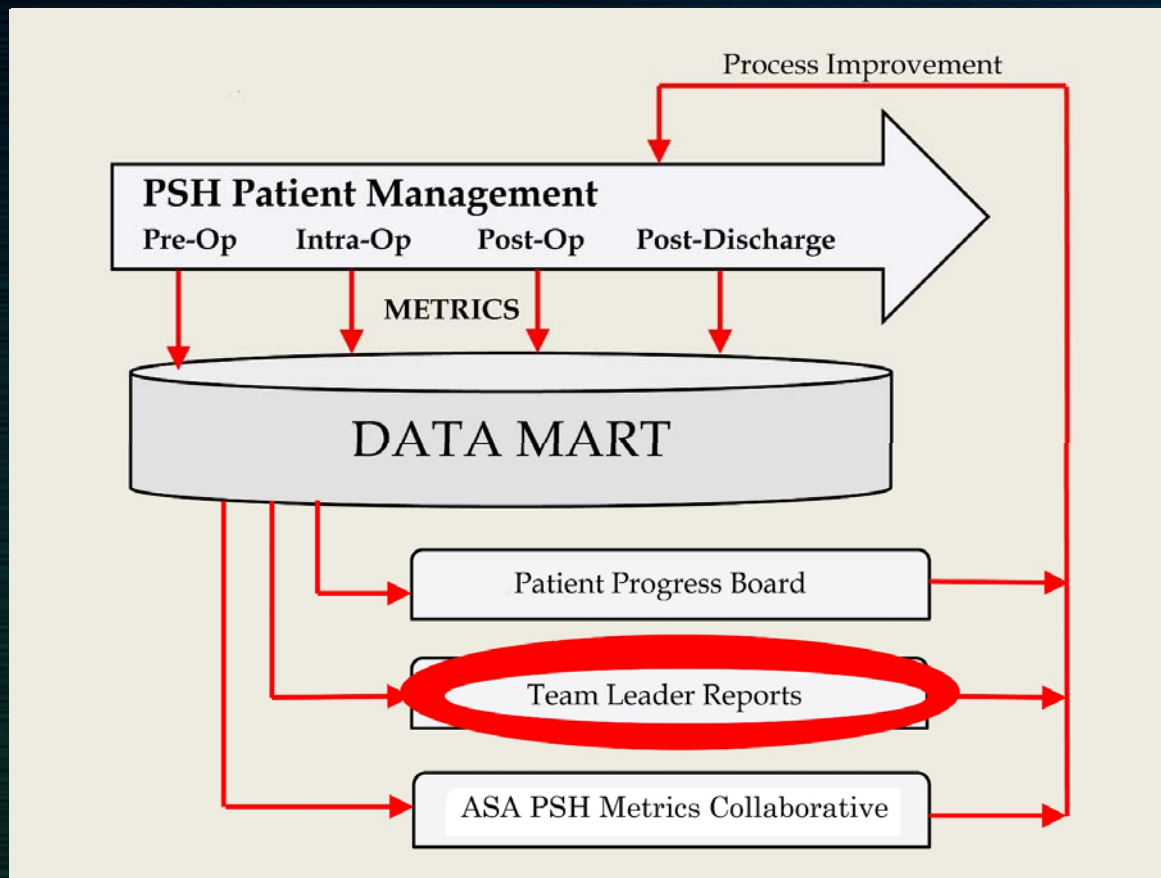 Process Improvement
PSH Patient Management
Pre-Op Intra-Op Post-Op Post-Discharge
METRICS
DATA MART
Patient Progress Board
Team Leader Reports
ASA PSH Metrics Collaborative